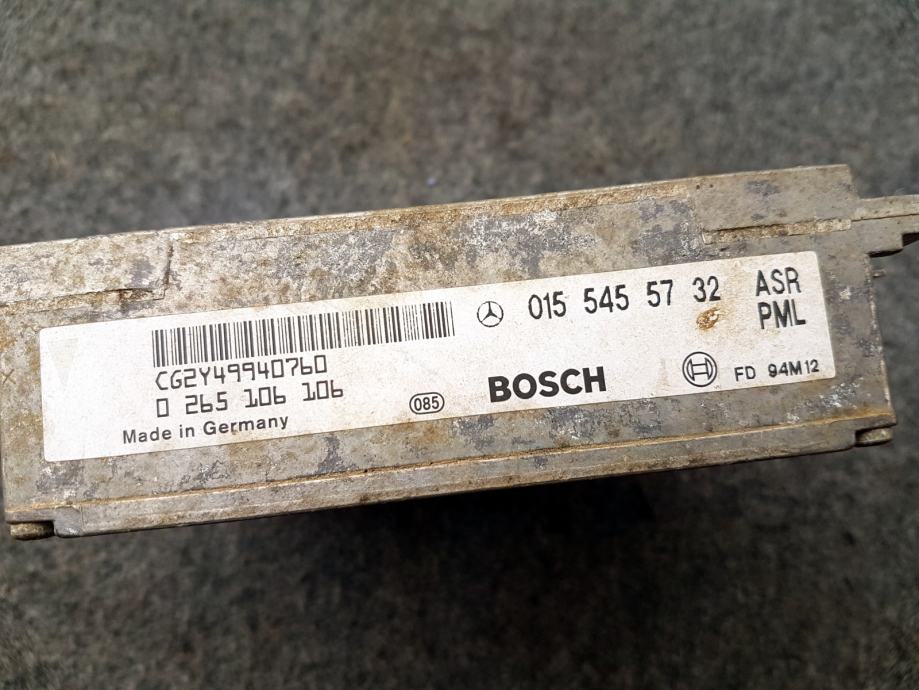 015 545 57 32 ASR
PML
CG2Y49940760
0 265 106 106
085
BOSCH
FD 94M12
Made in Germany